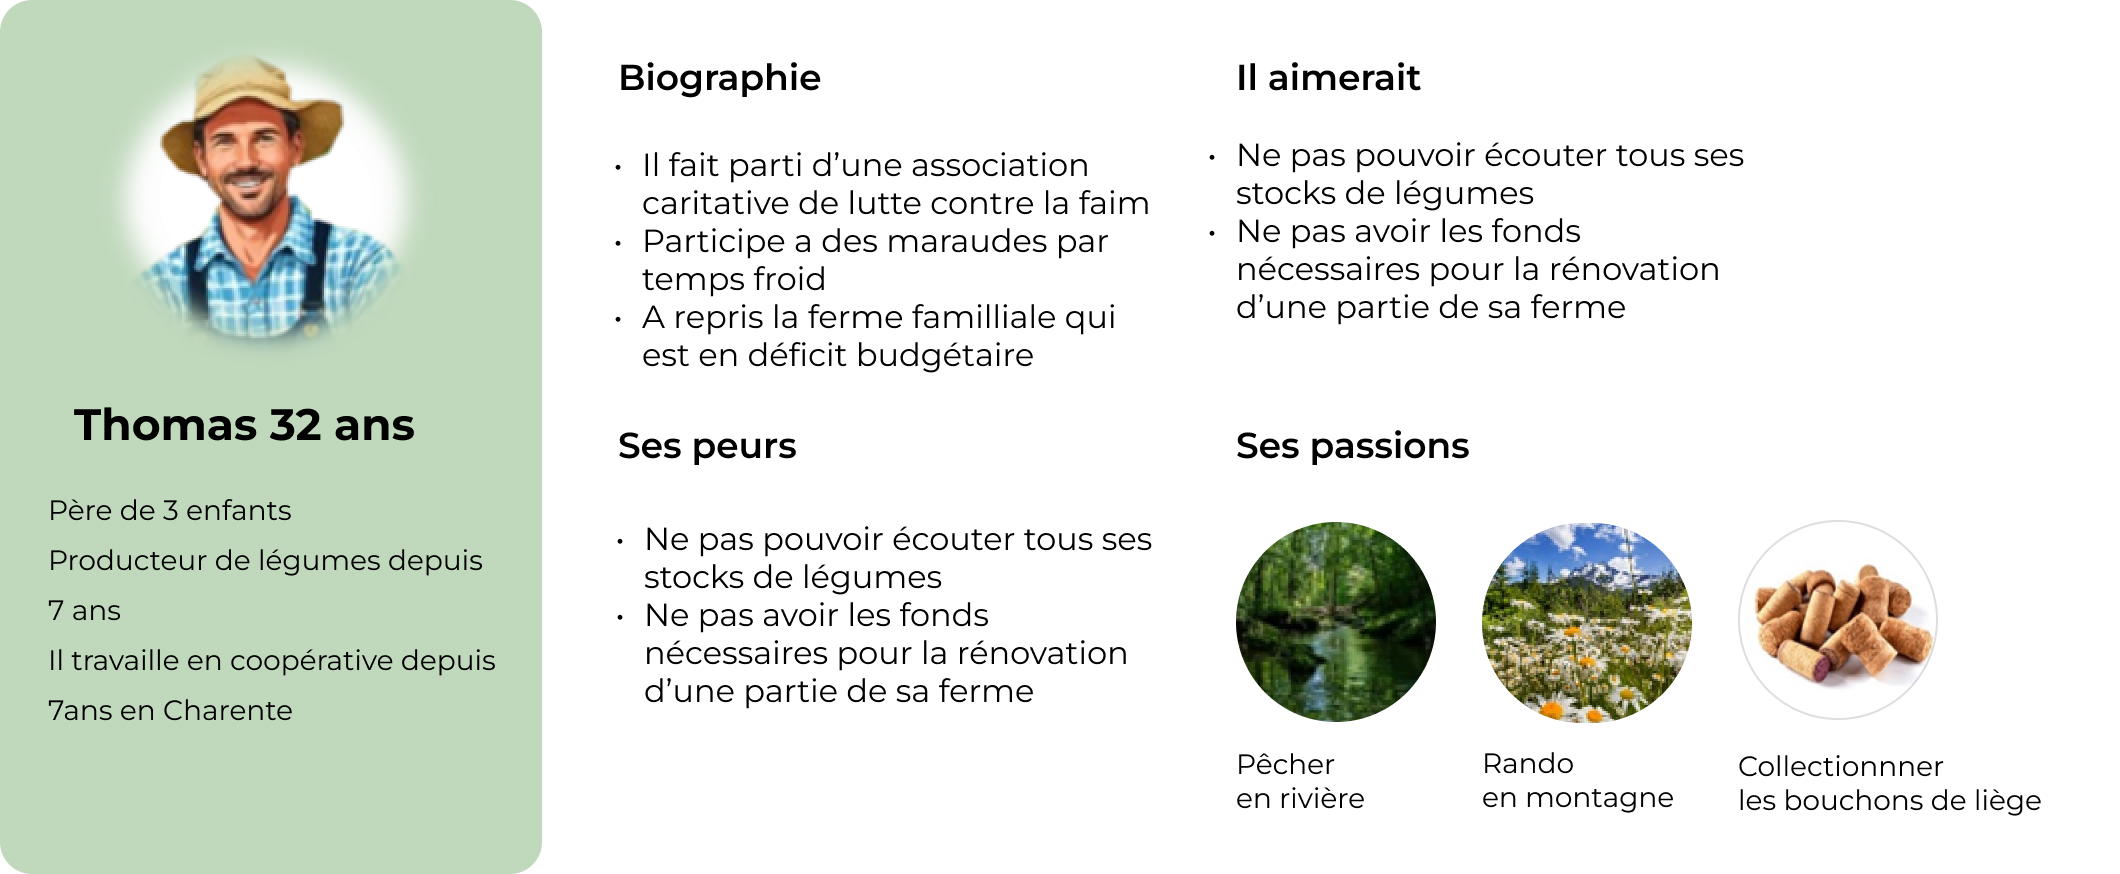 Thomas 32 ans
Père de 3 enfants
Producteur de légumes depuis
7 ans
Il travaille en coopérative depuis
7ans en Charente
Biographie
• Il fait parti d’une association
caritative de lutte contre la faim
• Participe a des maraudes par
temps froid
• A repris la ferme familliale qui
est en déficit budgétaire
Il aimerait
• Ne pas pouvoir écouter tous ses
stocks de légumes
• Ne pas avoir les fonds
nécessaires pour la rénovation
d’une partie de sa ferme
Ses peurs
• Ne pas pouvoir écouter tous ses
stocks de légumes
• Ne pas avoir les fonds
nécessaires pour la rénovation
d’une partie de sa ferme
Ses passions
Pêcher
en rivière
Rando
en montagne
Collectionnner
les bouchons de liège